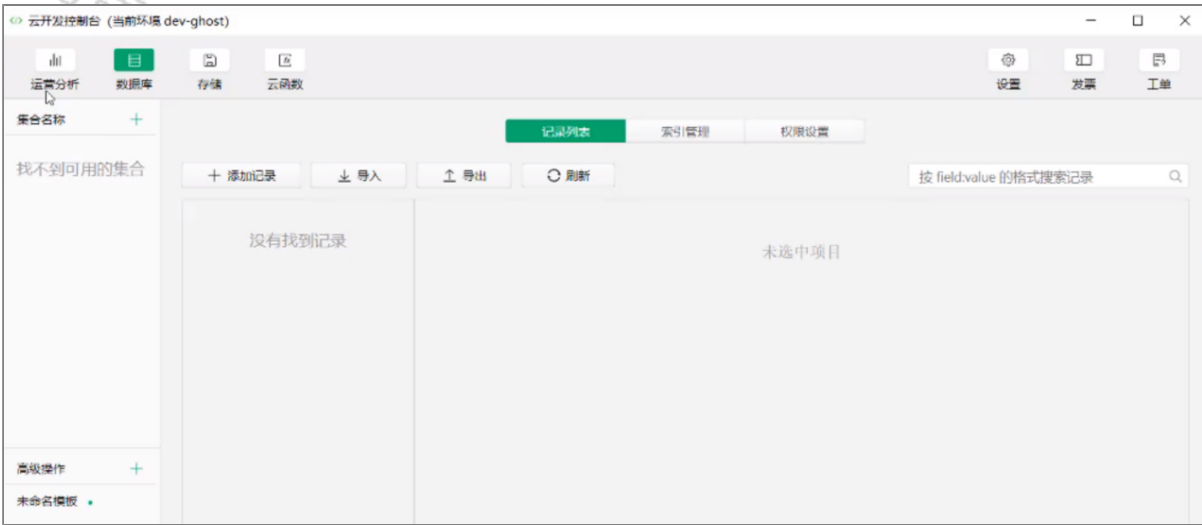 云开发控制台 (当前环境 dev-ghost)
运营分析 数据库 存储 云函数 设置 发票 工单
集合名称
记录列表 索引管理 权限设置
找不到可用的集合
添加记录 导入 导出 刷新 按 field:value 的格式搜索记录
没有找到记录
未选中项目
高级操作
未命名模板